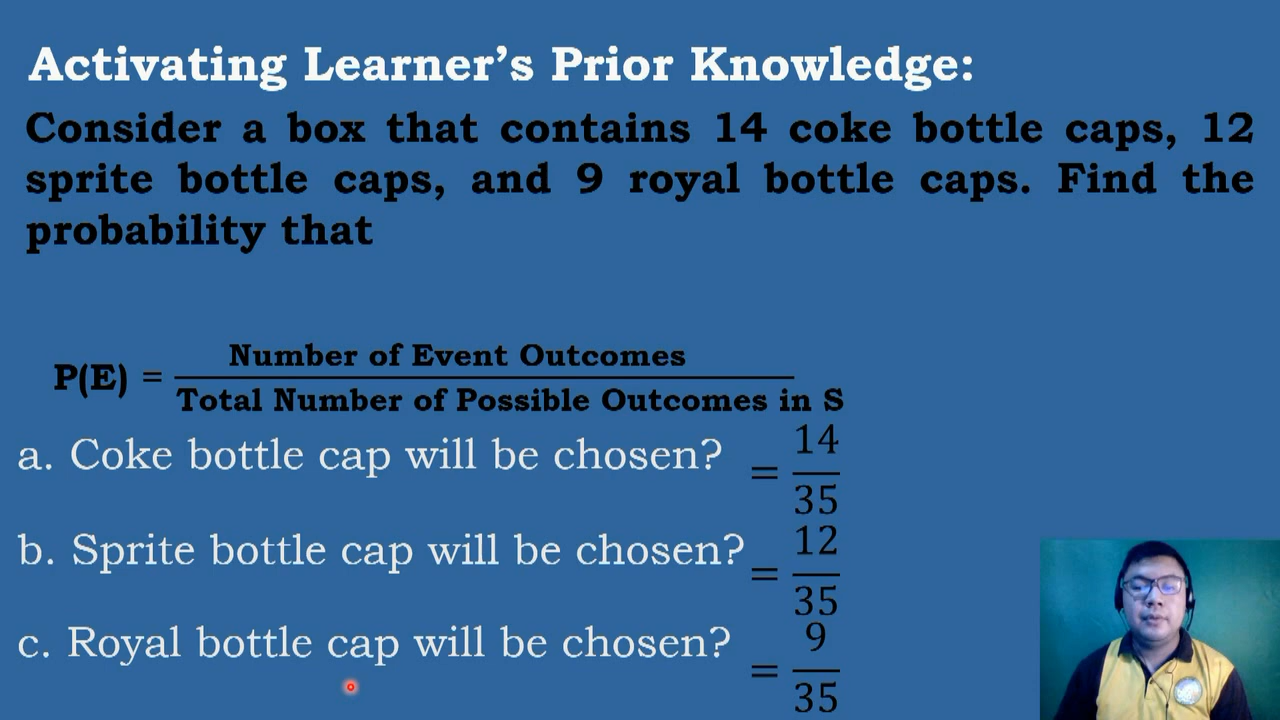 Activating Learner’s Prior Knowledge:
Consider a box that contains 14 coke bottle caps, 12
sprite bottle caps, and 9 royal bottle caps. Find the
probability that
P(E) = Number of Event Outcomes
Total Number of Possible Outcomes in S
a. Coke bottle cap will be chosen? = 14
35
b. Sprite bottle cap will be chosen? = 12
35
c. Royal bottle cap will be chosen? = 9
35